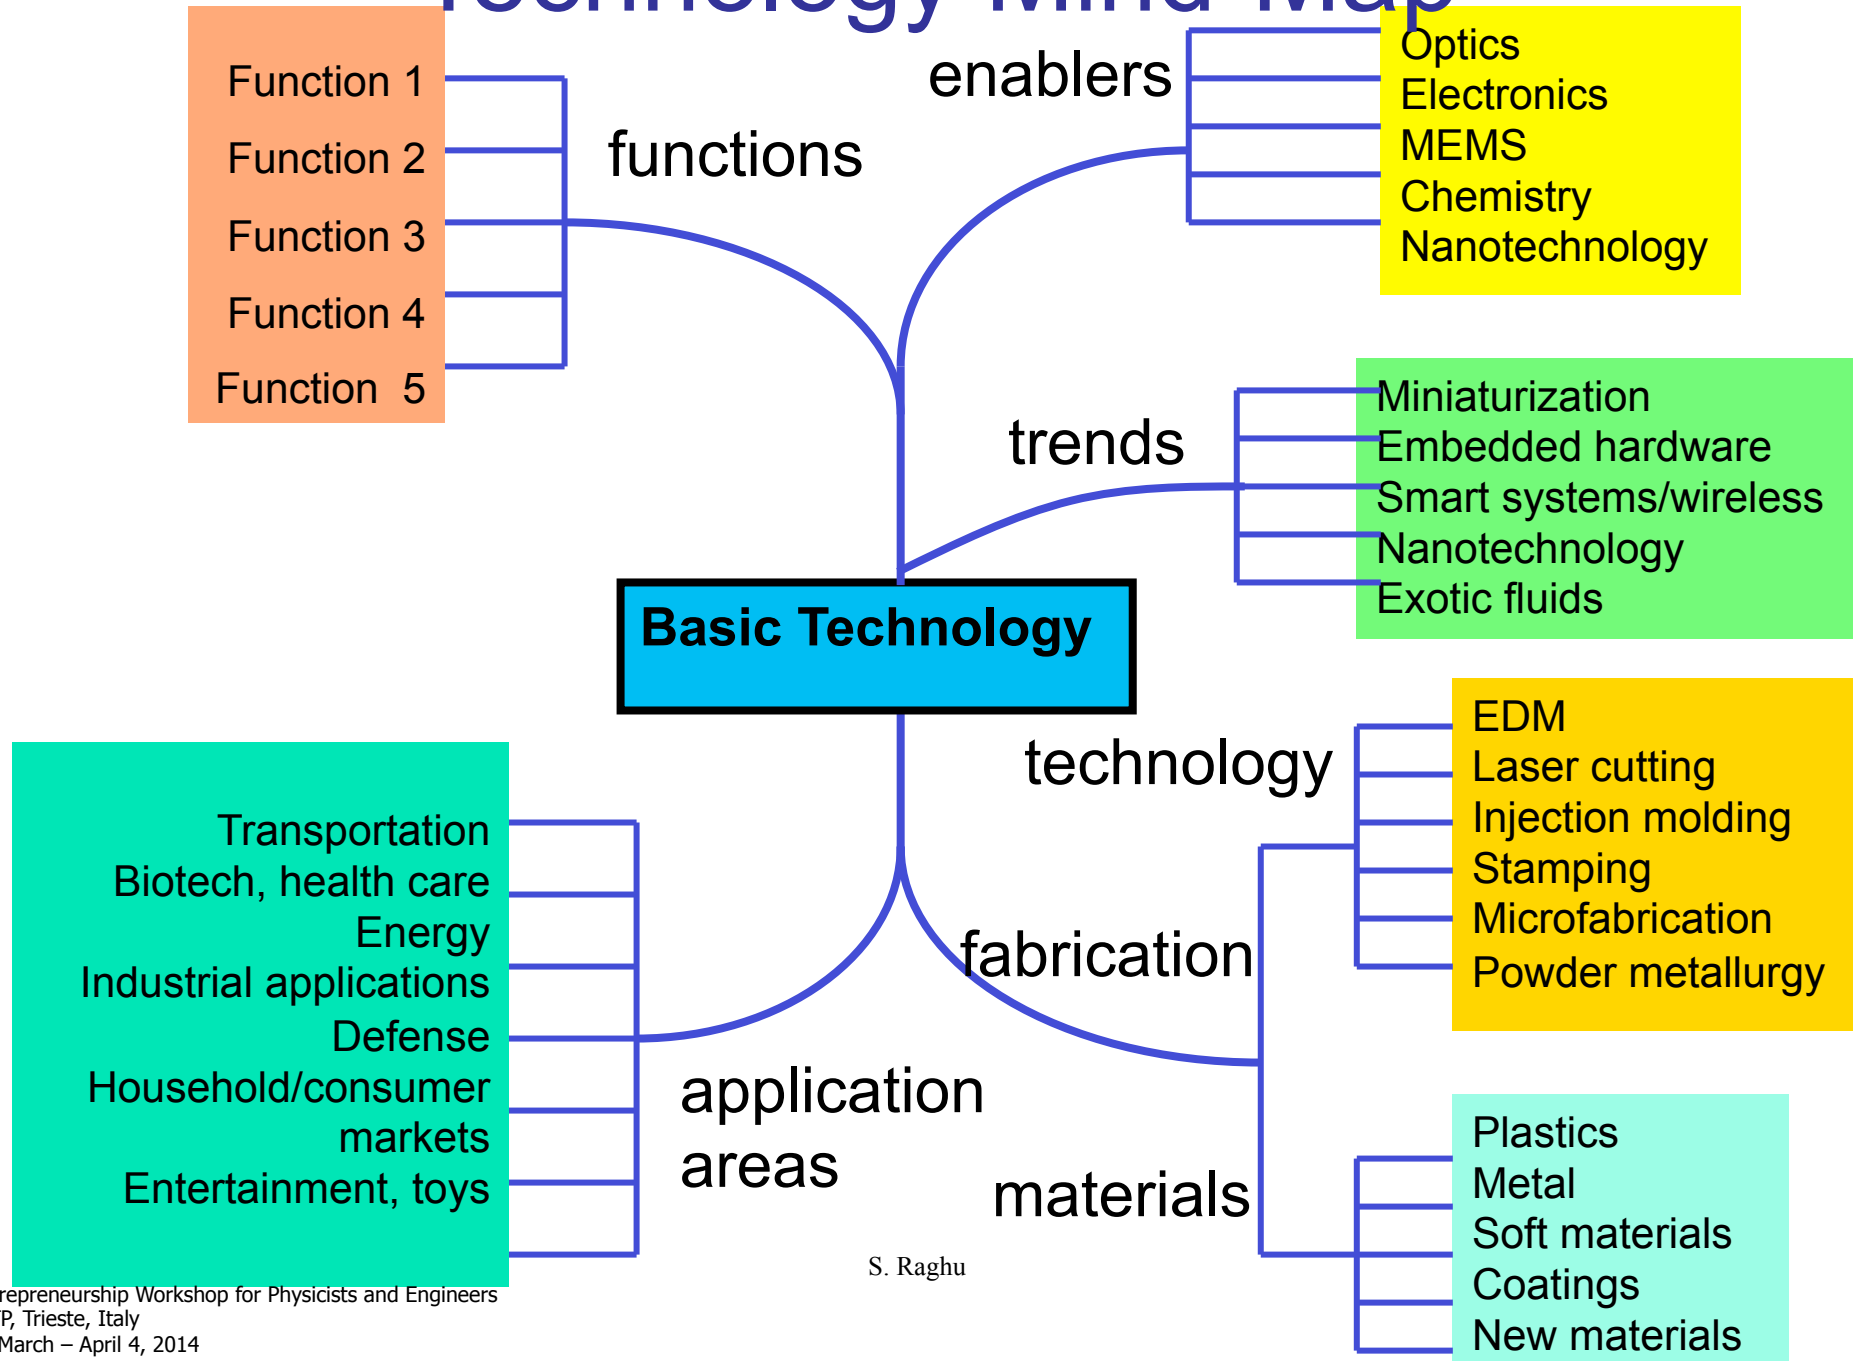 Technology Mind Map
Function 1
Function 2
Function 3
Function 4
Function 5
functions
enablers
Optics
Electronics
MEMS
Chemistry
Nanotechnology
trends
Miniaturization
Embedded hardware
Smart systems/wireless
Nanotechnology
Exotic fluids
Basic Technology
technology
EDM
Laser cutting
Injection molding
Stamping
Microfabrication
Powder metallurgy
fabrication
Transportation
Biotech, health care
Energy
Industrial applications
Defense
Household/consumer
markets
Entertainment, toys
application
areas
materials
Plastics
Metal
Soft materials
Coatings
New materials
S. Raghu
repreneurship Workshop for Physicists and Engineers
P, Trieste, Italy
March – April 4, 2014